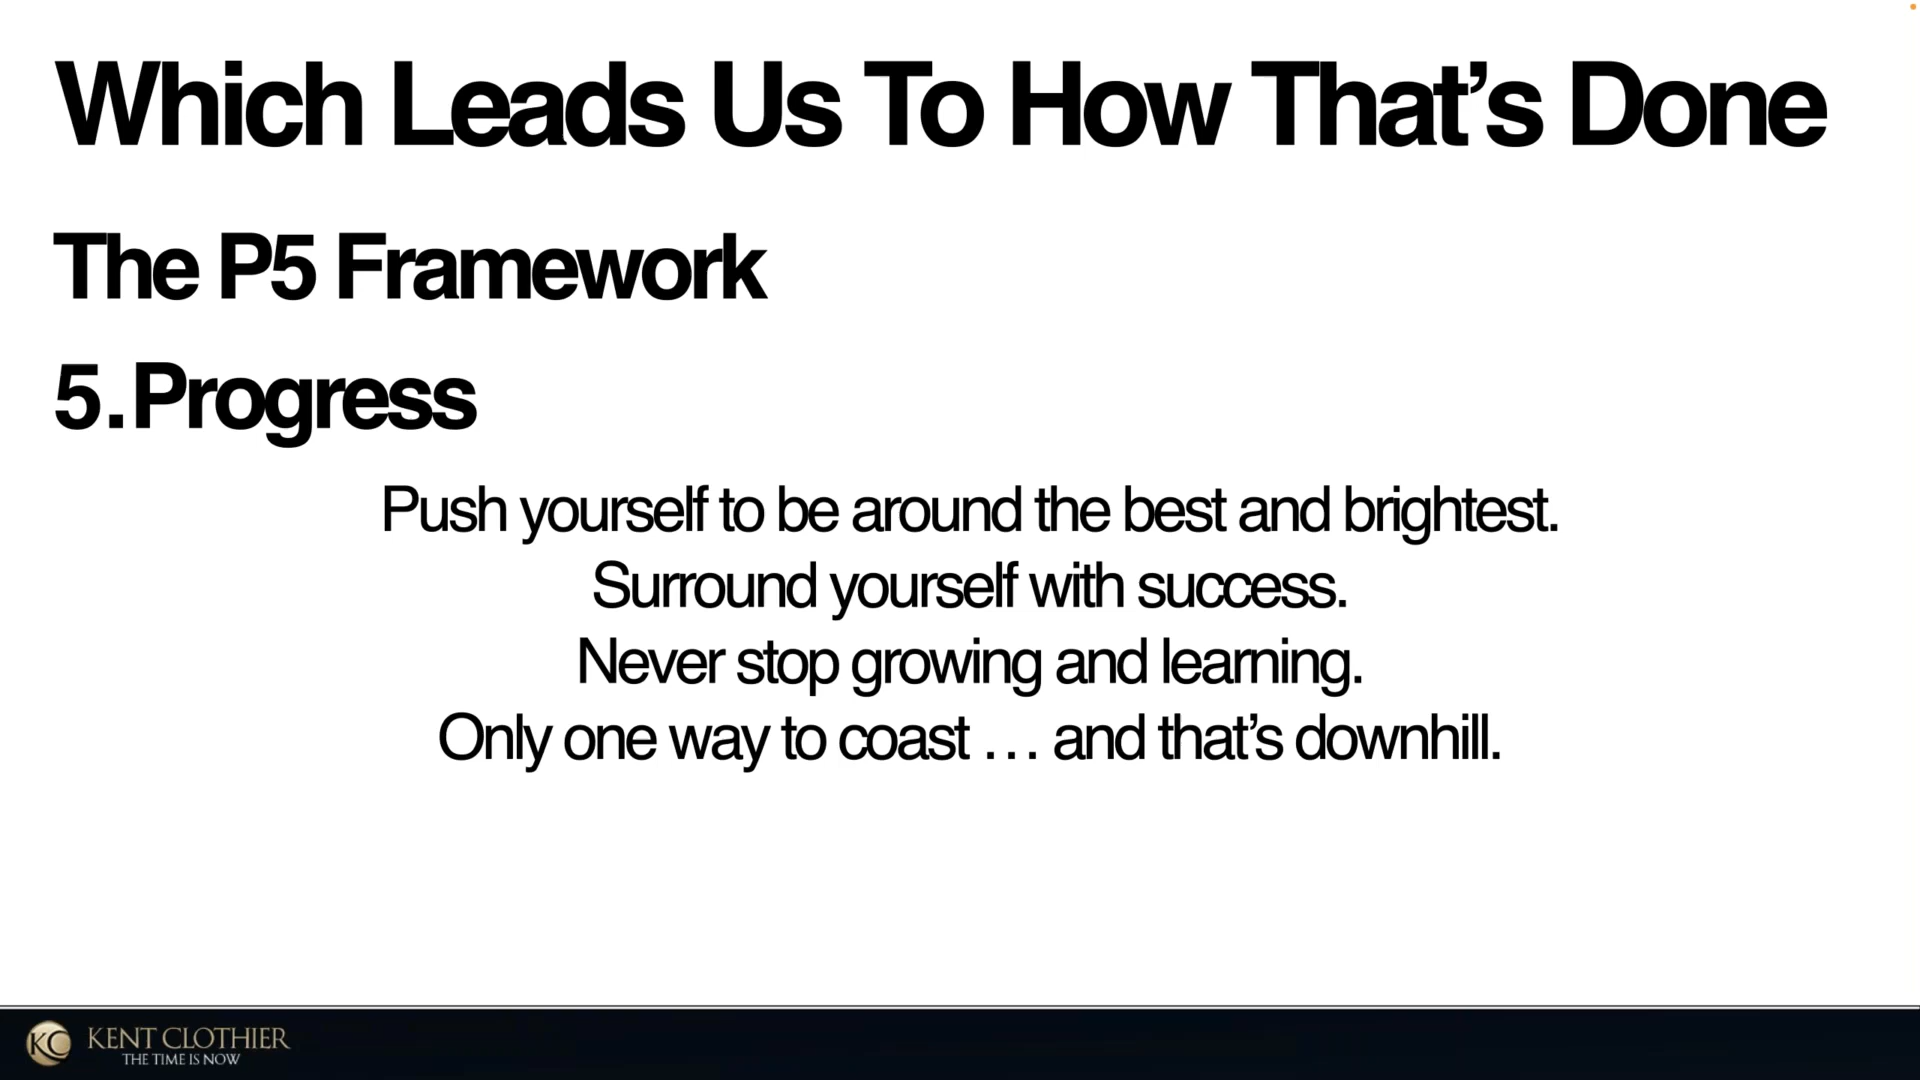 Which Leads Us To How That’s Done
The P5 Framework
5. Progress
Push yourself to be around the best and brightest.
Surround yourself with success.
Never stop growing and learning.
Only one way to coast … and that’s downhill.
KC
KENT CLOTHIER
THE TIME IS NOW